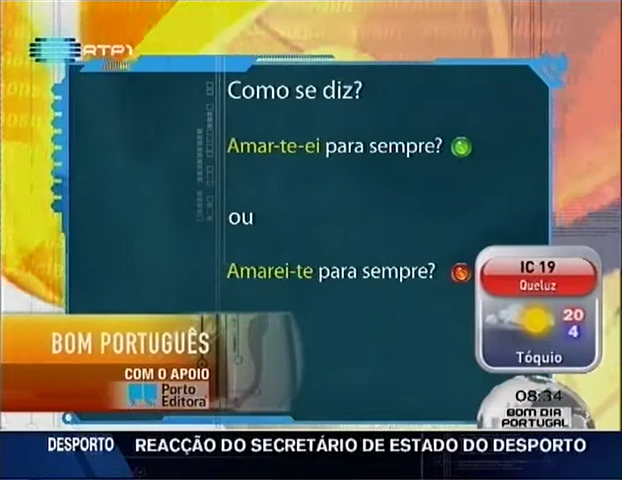 RTP1
Como se diz?
Amar-te-ei para sempre?
ou
Amarei-te para sempre?
IC 19
Queluz
20
4
Tóquio
BOM PORTUGUÊS
COM O APOIO
Porto
Editora
08:34
BOM DIA
PORTUGAL
DESPORTO REACÇÃO DO SECRETÁRIO DE ESTADO DO DESPORTO